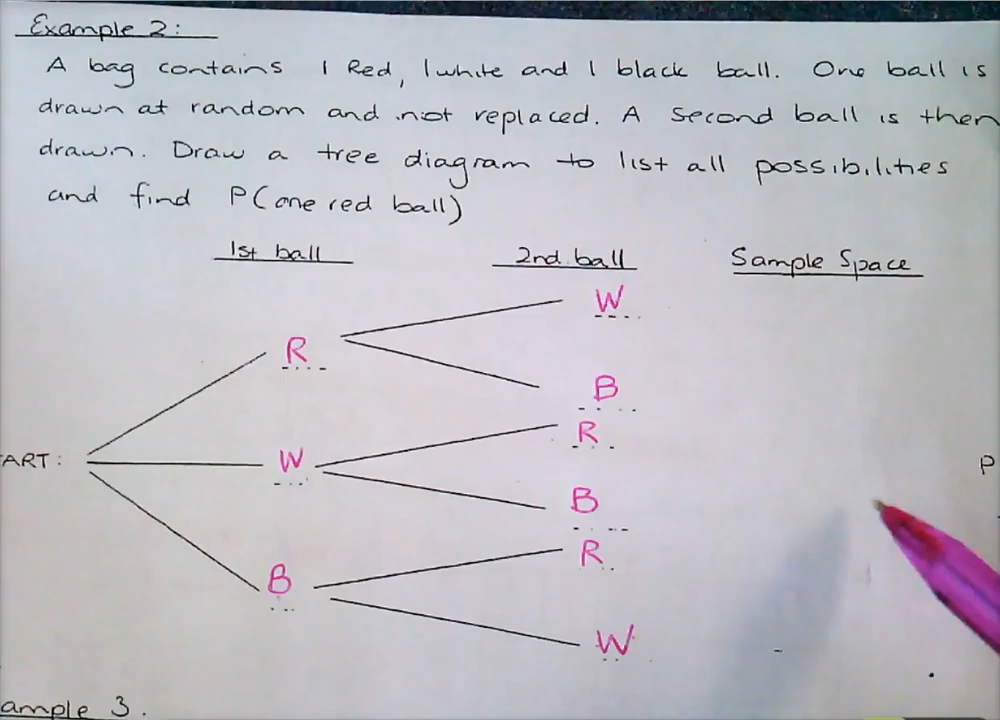 Example 2:
A bag contains 1 Red, 1 white and 1 black ball. One ball is
drawn at random and not replaced. A second ball is then
drawn. Draw a tree diagram to list all possibilities
and find P(one red ball)
1st ball 2nd ball Sample Space
W
R
B
R
ART: W P
B
R
B
W
ample 3.